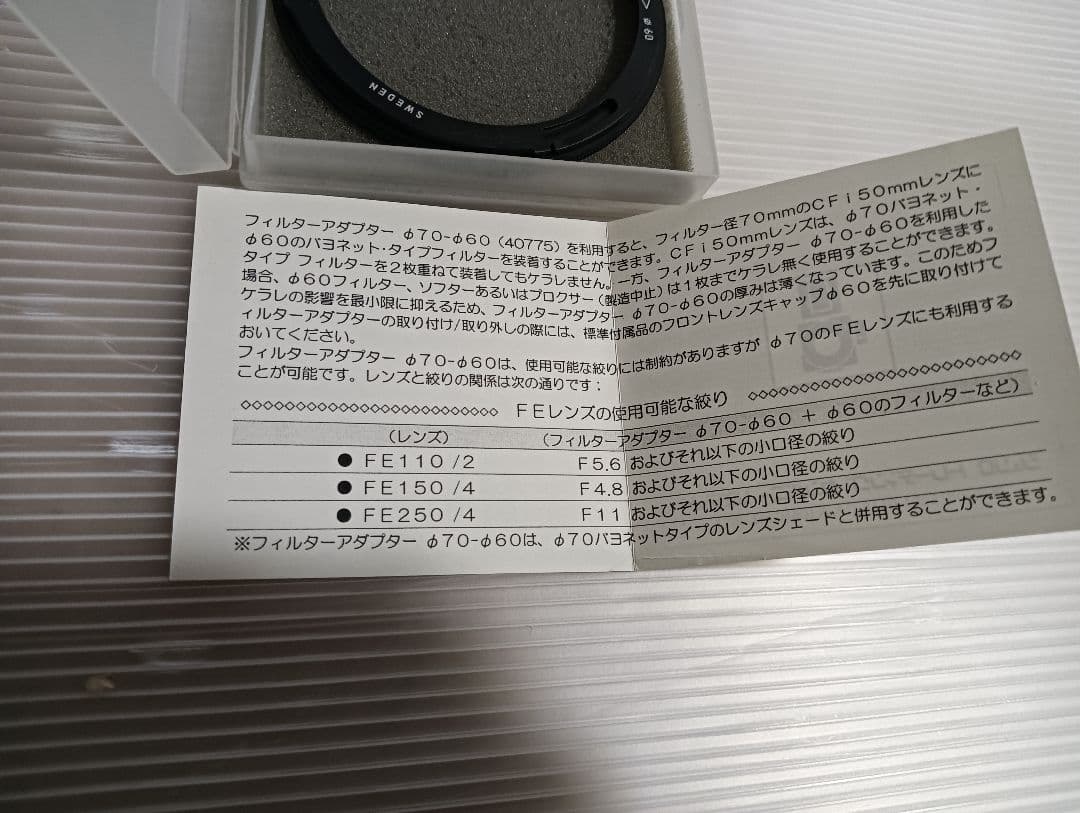 φ60
SWEDEN
フィルターアダプター φ70-φ60 (40775) を利用すると、フィルター径70mmのCFi50mmレンズに
φ60のバヨネット・タイプフィルターを装着することができます。CFi50mmレンズは、φ70バヨネット・
タイプ フィルターを2枚重ねて装着してもケラレません。一方、フィルターアダプター φ70-φ60を利用した
場合、φ60フィルター、ソフターあるいはプロクサー(製造中止)は1枚までケラレ無く使用することができます。
ケラレの影響を最小限に抑えるため、フィルターアダプター φ70-φ60の厚みは薄くなっています。このためフ
ィルターアダプターの取り付け/取り外しの際には、標準付属品のフロントレンズキャップφ60を先に取り付けて
おいてください。
フィルターアダプター φ70-φ60は、使用可能な絞りには制約がありますが φ70のFEレンズにも利用する
ことが可能です。レンズと絞りの関係は次の通りです;
◇◇◇◇◇◇◇◇◇◇◇◇◇◇◇◇◇◇◇◇◇◇◇◇ FEレンズの使用可能な絞り ◇◇◇◇◇◇◇◇◇◇◇◇◇◇◇◇◇◇◇◇◇◇◇◇
(レンズ) (フィルターアダプター φ70-φ60 + φ60のフィルターなど)
● FE110 /2 F5.6 およびそれ以下の小口径の絞り
● FE150 /4 F4.8 およびそれ以下の小口径の絞り
● FE250 /4 F11 およびそれ以下の小口径の絞り
※フィルターアダプター φ70-φ60は、φ70バヨネットタイプのレンズシェードと併用することができます。